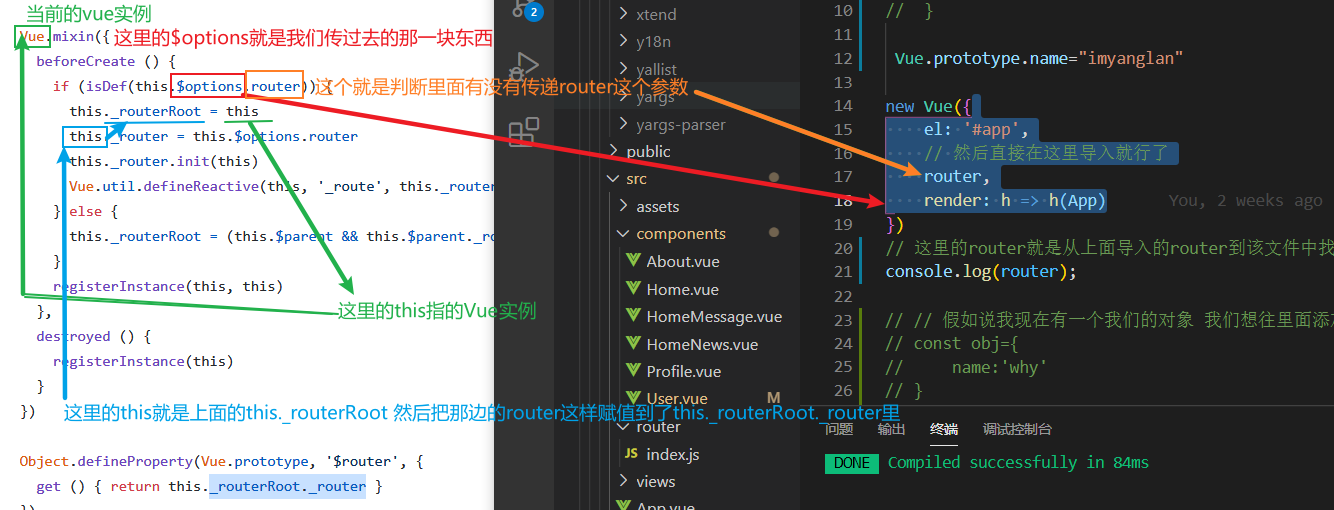 当前的vue实例
Vue.mixin({
这里的$options就是我们传过去的那一块东西
beforeCreate () {
if (isDef(this.$options.router)) {
这个就是判断里面有没有传递router这个参数
this._routerRoot = this
this._router = this.$options.router
this._router.init(this)
Vue.util.defineReactive(this, '_route', this._router
} else {
this._routerRoot = (this.$parent && this.$parent._ro
}
registerInstance(this, this)
这里的this指的Vue实例
},
destroyed () {
registerInstance(this)
}
})
这里的this就是上面的this._routerRoot 然后把那边的router这样赋值到了this._routerRoot._router里
Object.defineProperty(Vue.prototype, '$router', {
get () { return this._routerRoot._router }
})
2
xtend
y18n
yallist
yargs
yargs-parser
public
src
assets
components
About.vue
Home.vue
HomeMessage.vue
HomeNews.vue
Profile.vue
User.vue M
router
JS index.js
views
App.vue
10 // }
11
12 Vue.prototype.name="imyanglan"
13
14 new Vue({
15 el: '#app',
16 // 然后直接在这里导入就行了
17 router,
18 render: h => h(App) You, 2 weeks ago
19 })
20 // 这里的router就是从上面导入的router到该文件中找
21 console.log(router);
22
23 // // 假如说我现在有一个我们的对象 我们想往里面添加
24 // const obj={
25 // name:'why'
26 // }
问题 输出 终端 调试控制台
DONE Compiled successfully in 84ms